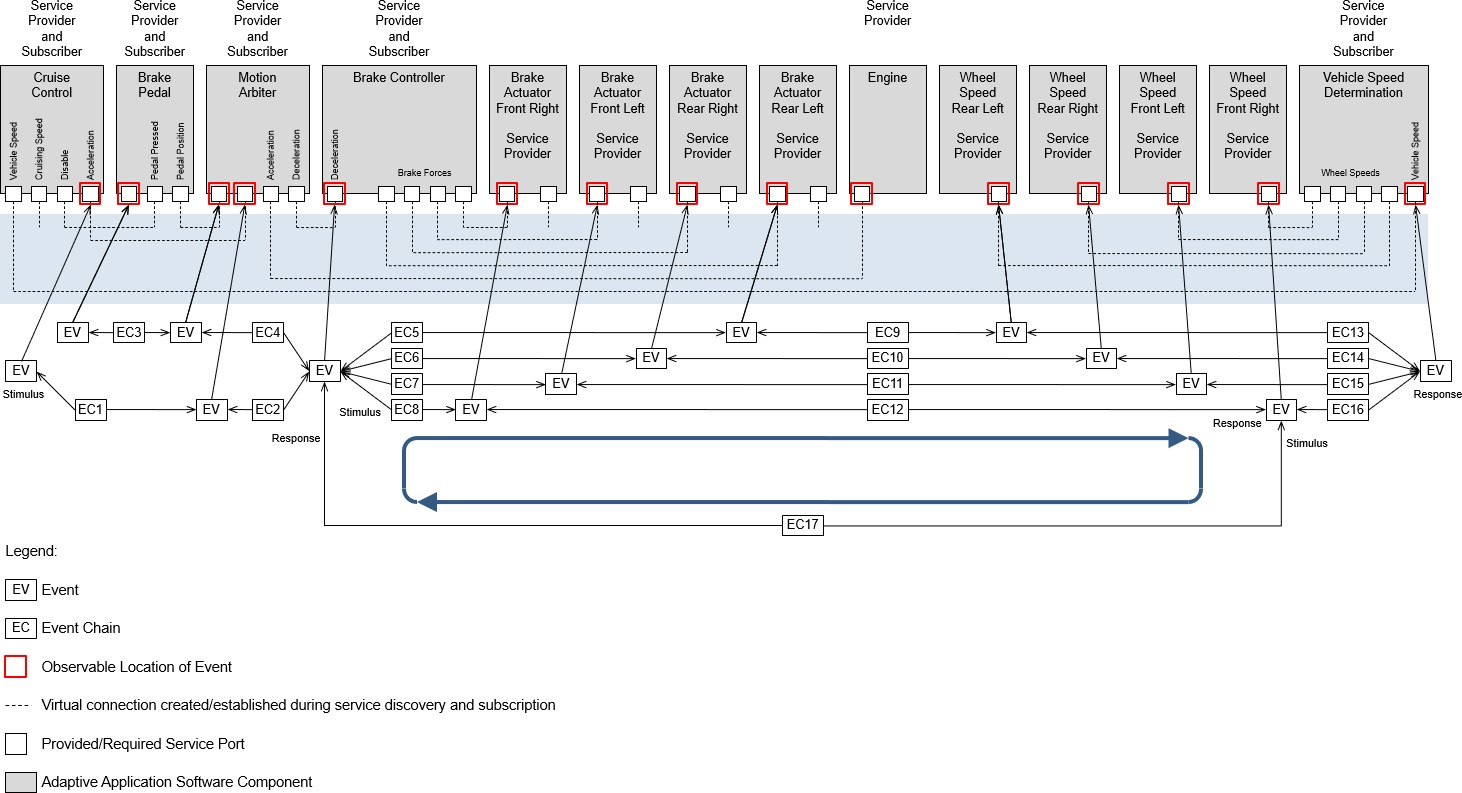 Service
Provider
and
Subscriber
Service
Provider
and
Subscriber
Service
Provider
and
Subscriber
Service
Provider
and
Subscriber
Service
Provider
Service
Provider
and
Subscriber
Cruise
Control
Vehicle Speed
Cruising Speed
Disable
Acceleration
Brake
Pedal
Pedal Pressed
Pedal Position
Motion
Arbiter
Acceleration
Deceleration
Brake Controller
Deceleration
Brake Forces
Brake
Actuator
Front Right
Service
Provider
Brake
Actuator
Front Left
Service
Provider
Brake
Actuator
Rear Right
Service
Provider
Brake
Actuator
Rear Left
Service
Provider
Engine
Wheel
Speed
Rear Left
Service
Provider
Wheel
Speed
Rear Right
Service
Provider
Wheel
Speed
Front Left
Service
Provider
Wheel
Speed
Front Right
Service
Provider
Vehicle Speed
Determination
Wheel Speeds
Vehicle Speed
EV EC3 EV EC4 EC5 EV EC9 EV EC13
EC6 EV EC10 EV EC14
EV EV EV
EC7 EV EC11 EV EC15
Stimulus Response
EC1 EV EC2 Stimulus EC8 EV EC12 EV EC16
Response Response Stimulus
EC17
Legend:
EV Event
EC Event Chain
Observable Location of Event
Virtual connection created/established during service discovery and subscription
Provided/Required Service Port
Adaptive Application Software Component